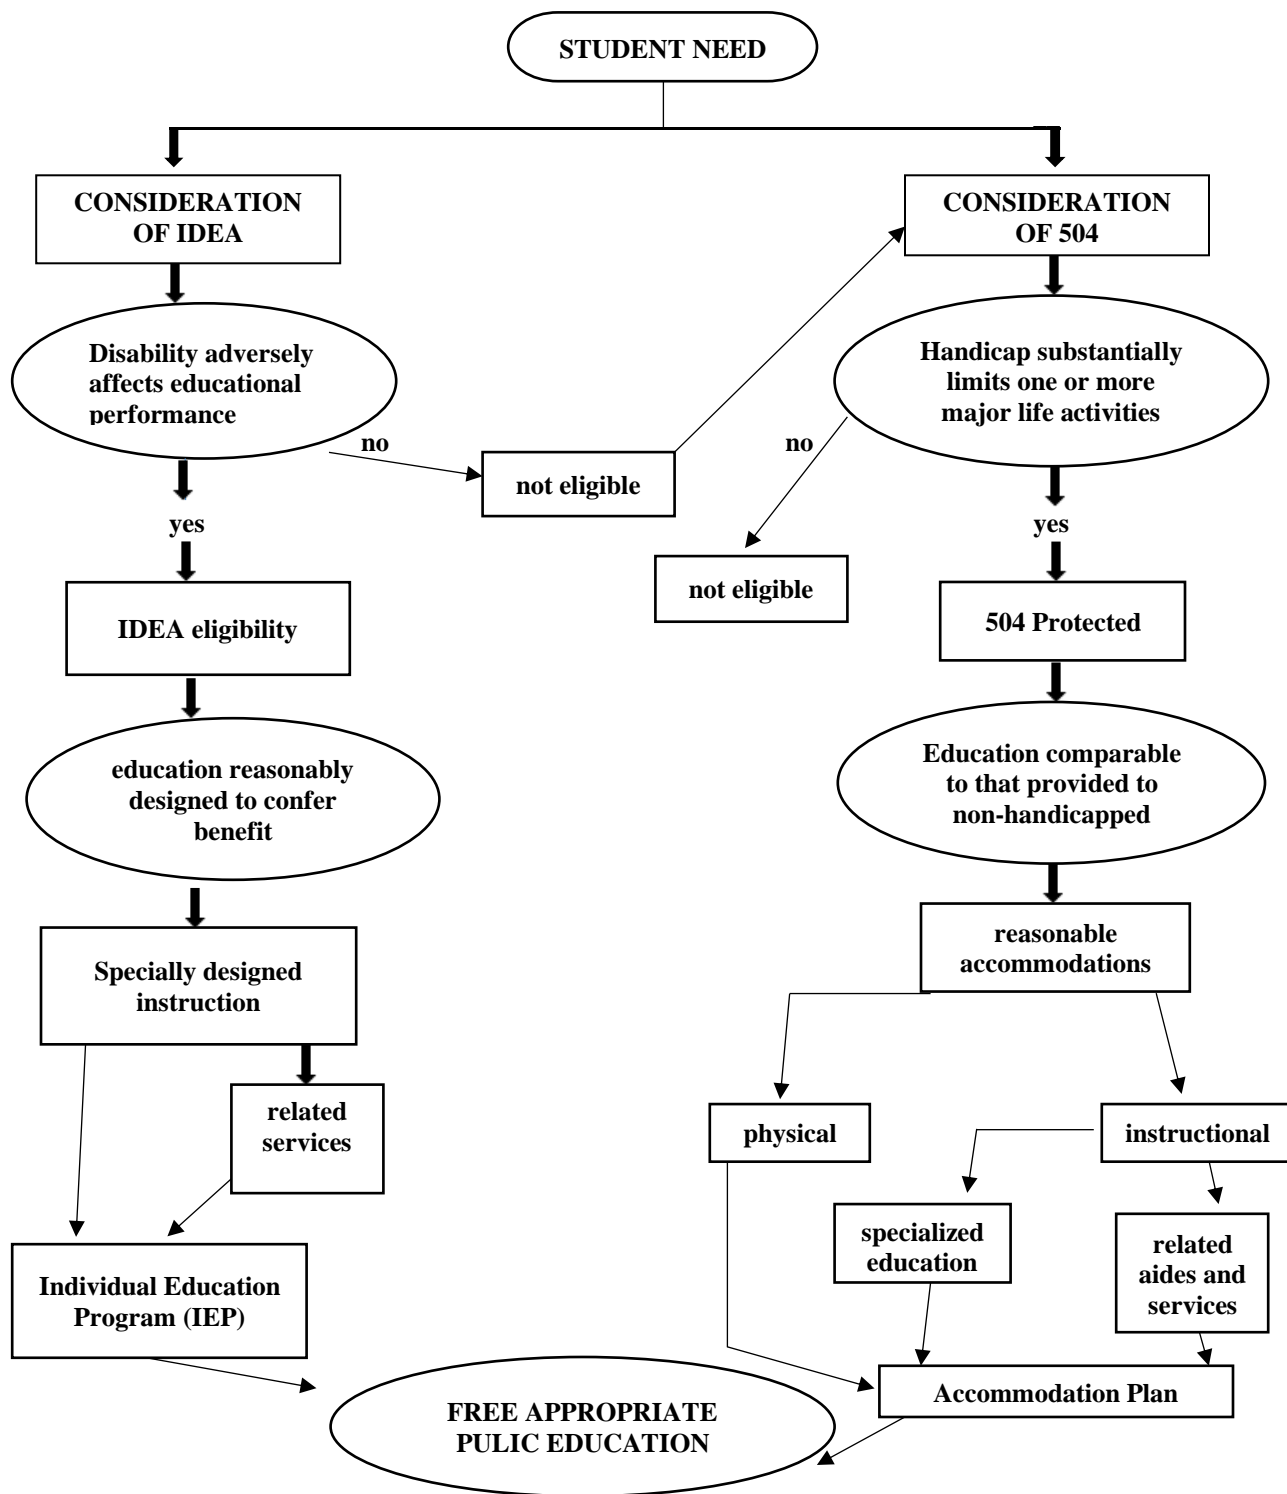 STUDENT NEED
CONSIDERATION
OF IDEA
CONSIDERATION
OF 504
Disability adversely
affects educational
performance
Handicap substantially
limits one or more
major life activities
no
no
not eligible
yes
yes
not eligible
IDEA eligibility
504 Protected
education reasonably
designed to confer
benefit
Education comparable
to that provided to
non-handicapped
reasonable
accommodations
Specially designed
instruction
related
services
physical
instructional
specialized
education
related
aides and
services
Individual Education
Program (IEP)
Accommodation Plan
FREE APPROPRIATE
PULIC EDUCATION